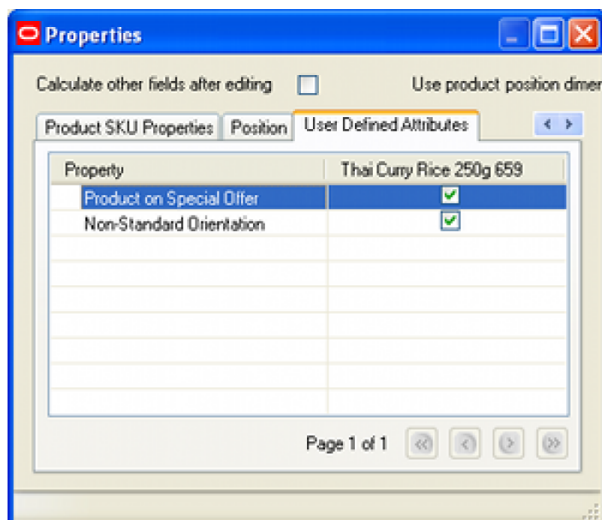 Properties
Calculate other fields after editing Use product position dimer
Product SKU Properties Position User Defined Attributes
Property Thai Curry Rice 250g 659
Product on Special Offer
Non-Standard Orientation
Page 1 of 1